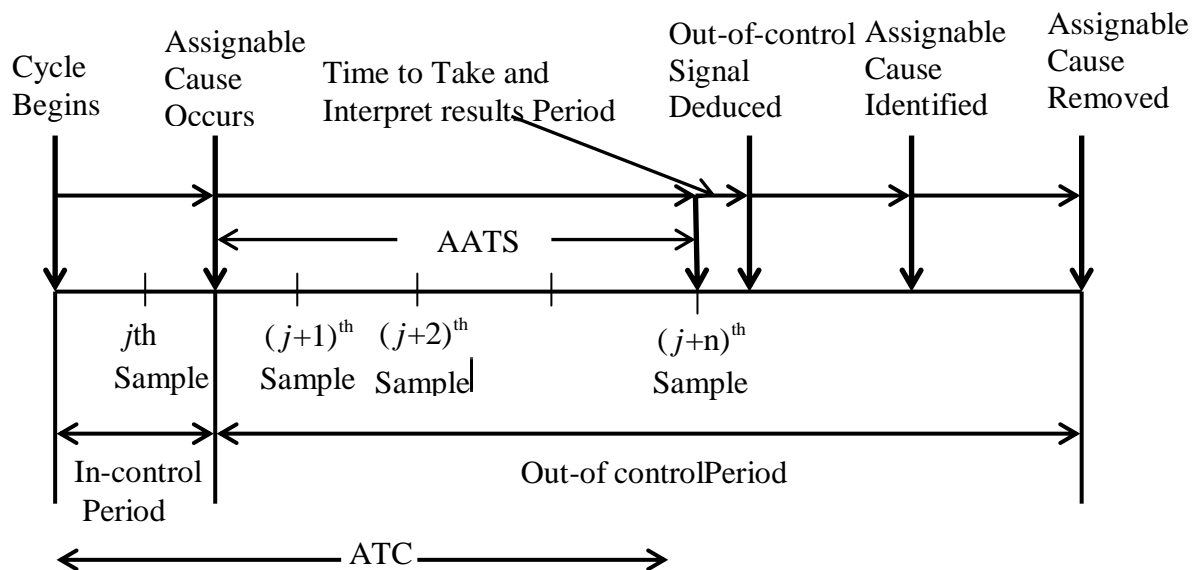 Cycle
Begins
Assignable
Cause
Occurs
Time to Take and
Interpret results Period
Out-of-control
Signal
Deduced
Assignable
Cause
Identified
Assignable
Cause
Removed
AATS
jth
Sample
(j+1)th
Sample
(j+2)th
Sample
(j+n)th
Sample
In-control
Period
Out-of controlPeriod
ATC